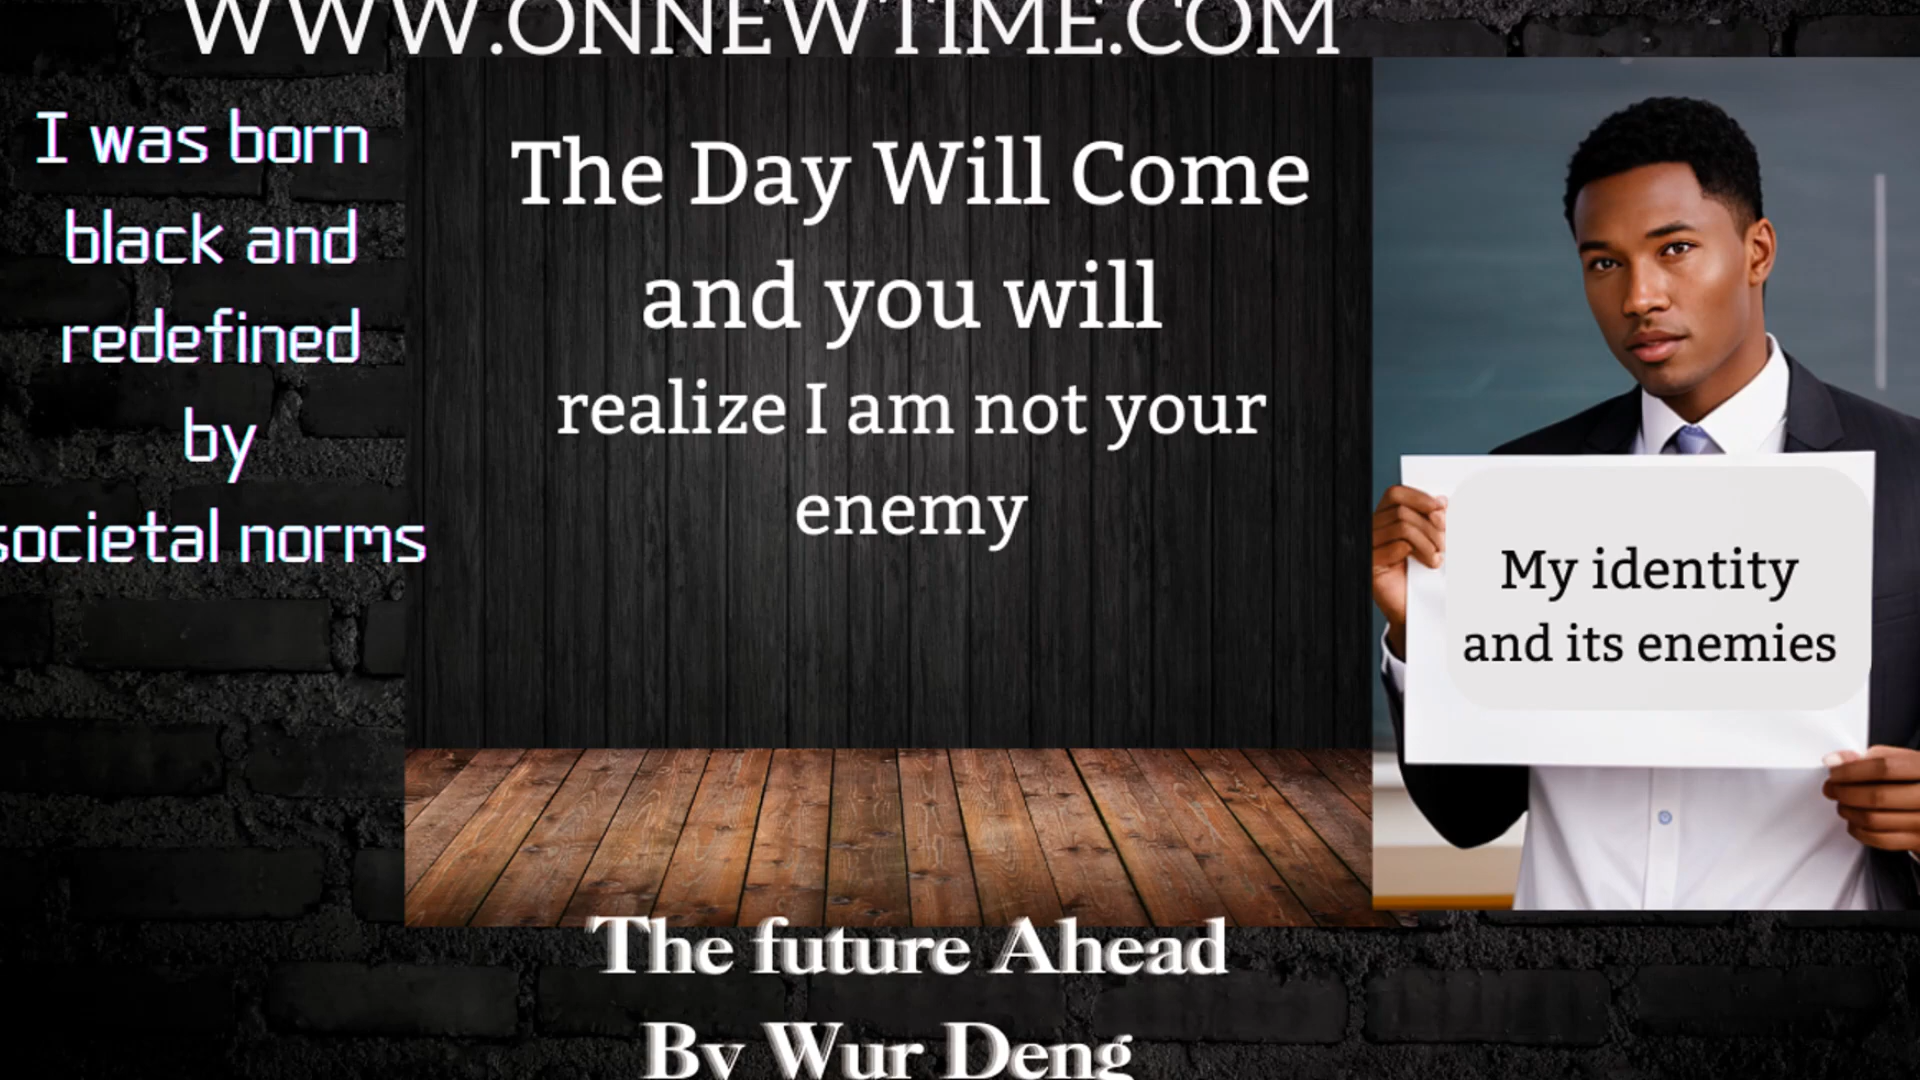 WWW.ONNEWTIME.COM
I was born
black and
redefined
by
societal norms
The Day Will Come
and you will
realize I am not your
enemy
My identity
and its enemies
The future Ahead
By Wur Deng